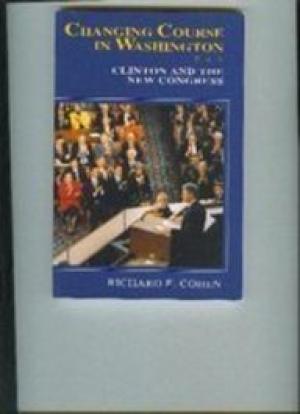 CHANGING COURSE
IN WASHINGTON
CLINTON AND THE
NEW CONGRESS
RICHARD E. COHEN